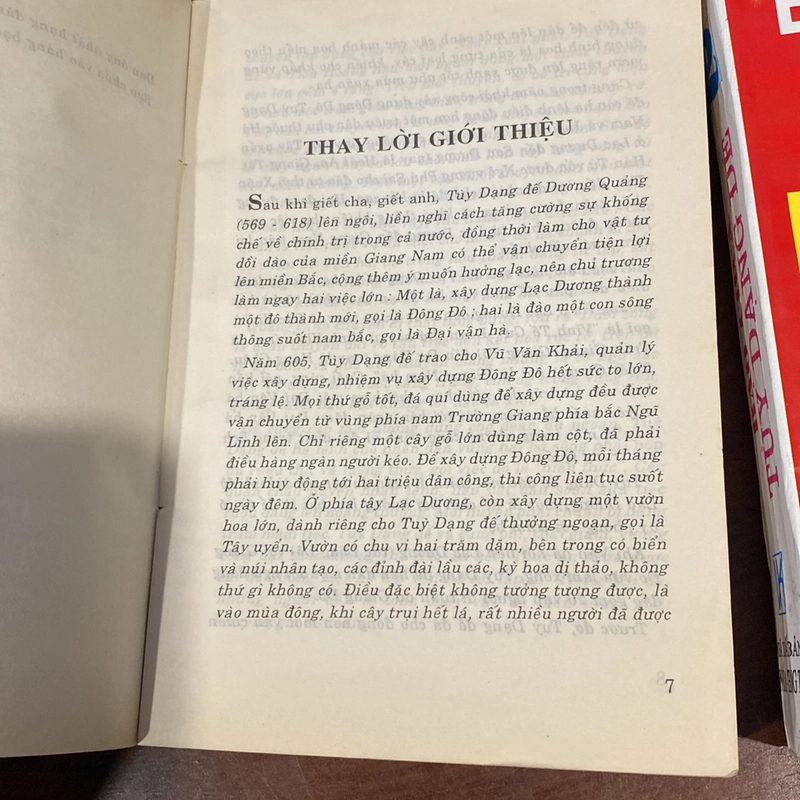 THAY LỜI GIỚI THIỆU
Sau khi giết cha, giết anh, Tùy Dạng đế Dương Quảng
(569 - 618) lên ngôi, liền nghĩ cách tăng cường sự khống
chế về chính trị trong cả nước, đồng thời làm cho vật tư
dồi dào của miền Giang Nam có thể vận chuyển tiện lợi
lên miền Bắc, cộng thêm ý muốn hưởng lạc, nên chủ trương
làm ngay hai việc lớn : Một là, xây dựng Lạc Dương thành
một đô thành mới, gọi là Đông Đô ; hai là đào một con sông
thông suốt nam bắc, gọi là Đại vận hà.
Năm 605, Tùy Dạng đế trào cho Vũ Văn Khải, quản lý
việc xây dựng, nhiệm vụ xây dựng Đông Đô hết sức to lớn,
tráng lệ. Mọi thứ gỗ tốt, đá quí dùng để xây dựng đều được
vận chuyển từ vùng phía nam Trường Giang phía bắc Ngũ
Lĩnh lên. Chỉ riêng một cây gỗ lớn dùng làm cột, đã phải
điều hàng ngàn người kéo. Để xây dựng Đông Đô, mỗi tháng
phải huy động tới hai triệu dân công, thi công liên tục suốt
ngày đêm. Ở phía tây Lạc Dương, còn xây dựng một vườn
hoa lớn, dành riêng cho Tuỳ Dạng đế thưởng ngoạn, gọi là
Tây uyển. Vườn có chu vi hai trăm dặm, bên trong có biển
và núi nhân tạo, các đỉnh đài lầu các, kỳ hoa dị thảo, không
thứ gì không có. Điều đặc biệt không tưởng tượng được, là
vào mùa đông, khi cây trụi hết lá, rất nhiều người đã được
7
TÙY DẠNG ĐẾ